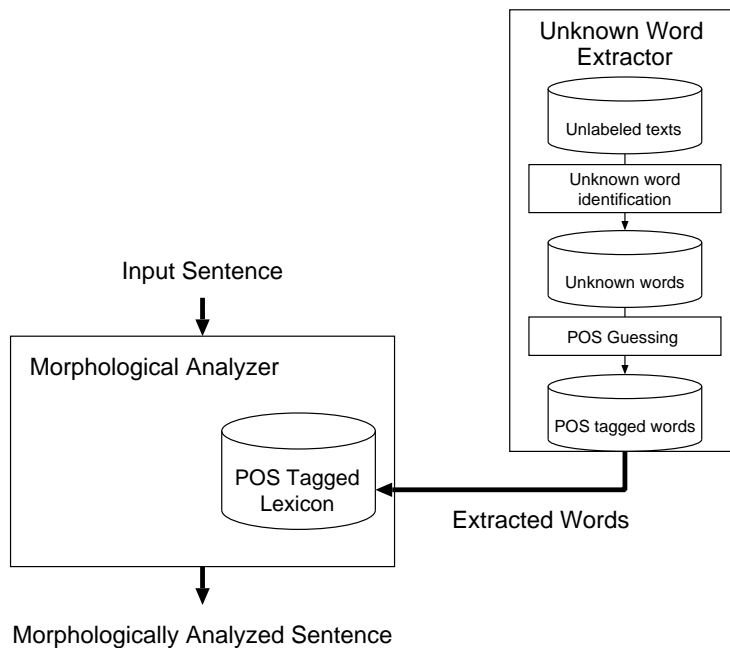 Unknown Word
Extractor
Unlabeled texts
Unknown word
identification
Unknown words
POS Guessing
POS tagged words
Input Sentence
Morphological Analyzer
POS Tagged
Lexicon
Extracted Words
Morphologically Analyzed Sentence